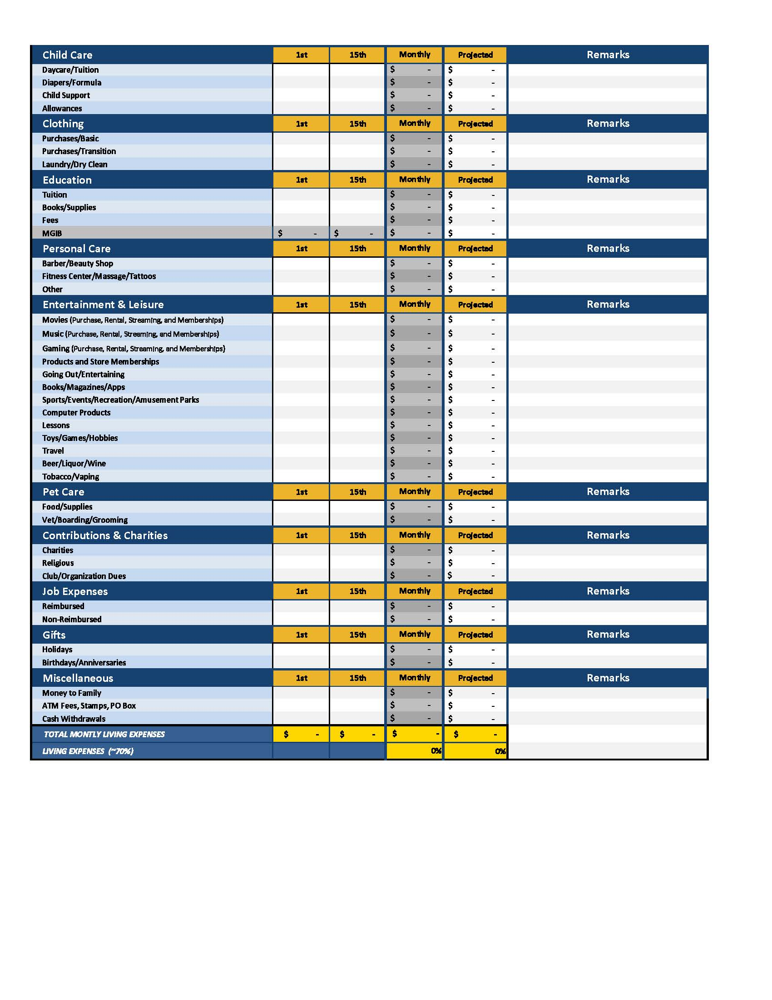 Child Care 1st 15th Monthly Projected Remarks
Daycare/Tuition $ - $ -
Diapers/Formula $ - $ -
Child Support $ - $ -
Allowances $ - $ -
Clothing 1st 15th Monthly Projected Remarks
Purchases/Basic $ - $ -
Purchases/Transition $ - $ -
Laundry/Dry Clean $ - $ -
Education 1st 15th Monthly Projected Remarks
Tuition $ - $ -
Books/Supplies $ - $ -
Fees $ - $ -
MGIB $ - $ - $ - $ -
Personal Care 1st 15th Monthly Projected Remarks
Barber/Beauty Shop $ - $ -
Fitness Center/Massage/Tattoos $ - $ -
Other $ - $ -
Entertainment & Leisure 1st 15th Monthly Projected Remarks
Movies (Purchase, Rental, Streaming, and Memberships) $ - $ -
Music (Purchase, Rental, Streaming, and Memberships) $ - $ -
Gaming (Purchase, Rental, Streaming, and Memberships) $ - $ -
Products and Store Memberships $ - $ -
Going Out/Entertaining $ - $ -
Books/Magazines/Apps $ - $ -
Sports/Events/Recreation/Amusement Parks $ - $ -
Computer Products $ - $ -
Lessons $ - $ -
Toys/Games/Hobbies $ - $ -
Travel $ - $ -
Beer/Liquor/Wine $ - $ -
Tobacco/Vaping $ - $ -
Pet Care 1st 15th Monthly Projected Remarks
Food/Supplies $ - $ -
Vet/Boarding/Grooming $ - $ -
Contributions & Charities 1st 15th Monthly Projected Remarks
Charities $ - $ -
Religious $ - $ -
Club/Organization Dues $ - $ -
Job Expenses 1st 15th Monthly Projected Remarks
Reimbursed $ - $ -
Non-Reimbursed $ - $ -
Gifts 1st 15th Monthly Projected Remarks
Holidays $ - $ -
Birthdays/Anniversaries $ - $ -
Miscellaneous 1st 15th Monthly Projected Remarks
Money to Family $ - $ -
ATM Fees, Stamps, PO Box $ - $ -
Cash Withdrawals $ - $ -
TOTAL MONTLY LIVING EXPENSES $ - $ - $ - $ -
LIVING EXPENSES (~70%) 0% 0%